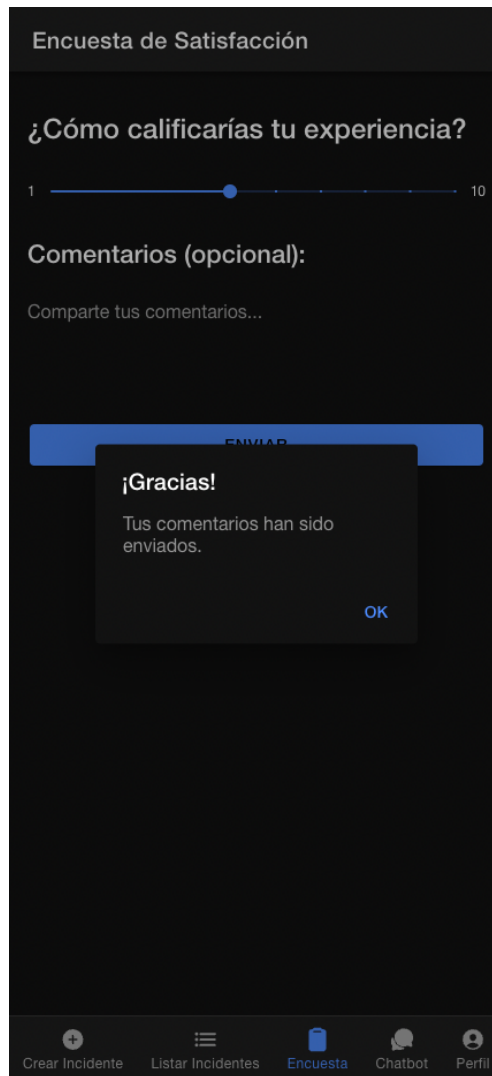 Encuesta de Satisfacción
¿Cómo calificarías tu experiencia?
1
10
Comentarios (opcional):
Comparte tus comentarios...
ENVIAR
¡Gracias!
Tus comentarios han sido
enviados.
OK
Crear Incidente
Listar Incidentes
Encuesta
Chatbot
Perfil